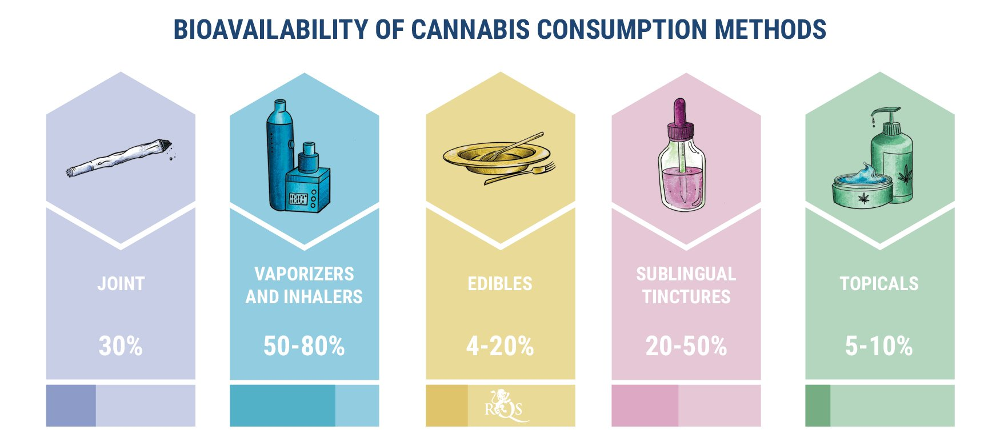 BIOAVAILABILITY OF CANNABIS CONSUMPTION METHODS
JOINT
30%
VAPORIZERS
AND INHALERS
50-80%
EDIBLES
4-20%
SUBLINGUAL
TINCTURES
20-50%
TOPICALS
5-10%
RQS